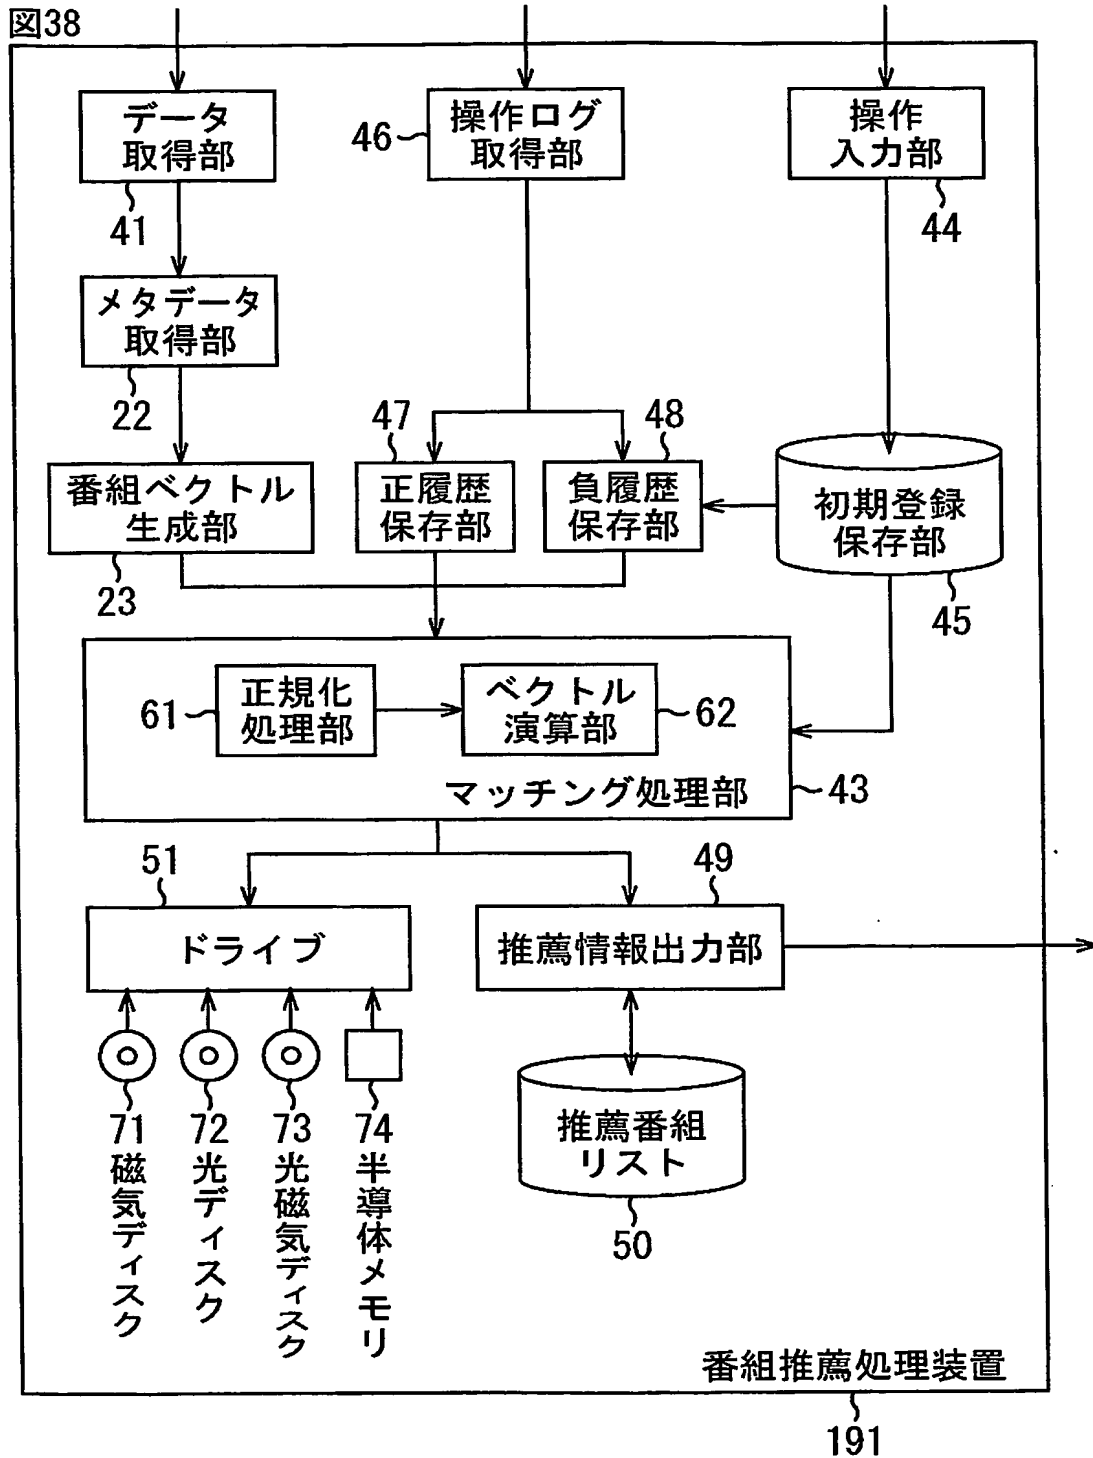 図38
データ
取得部
41
46
操作ログ
取得部
操作
入力部
44
メタデータ
取得部
22
47
48
番組ベクトル
生成部
23
正履歴
保存部
負履歴
保存部
初期登録
保存部
45
61
正規化
処理部
ベクトル
演算部
62
マッチング処理部
43
51
49
ドライブ
推薦情報出力部
71
磁気ディスク
72
光ディスク
73
光磁気ディスク
74
半導体メモリ
推薦番組
リスト
50
番組推薦処理装置
191